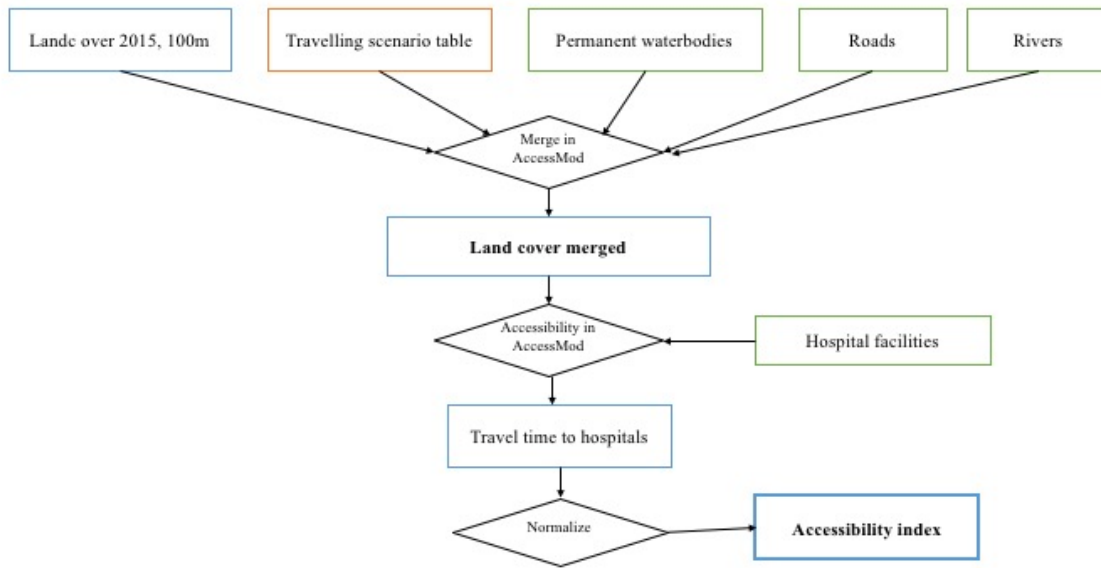 Landc over 2015, 100m
Travelling scenario table
Permanent waterbodies
Roads
Rivers
Merge in
AccessMod
Land cover merged
Accessibility in
AccessMod
Hospital facilities
Travel time to hospitals
Normalize
Accessibility index